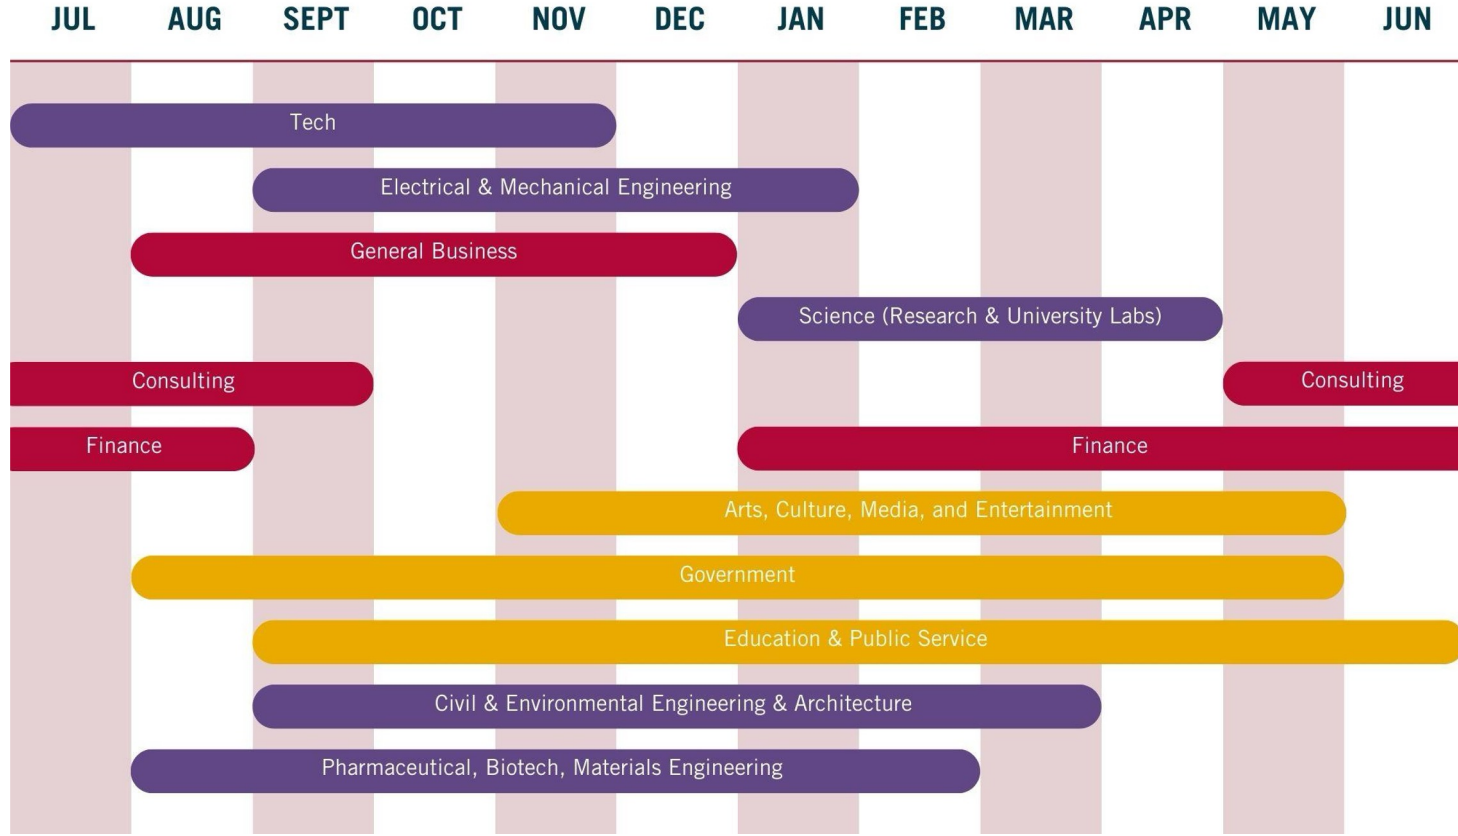 JUL AUG SEPT OCT NOV DEC JAN FEB MAR APR MAY JUN
Tech
Electrical & Mechanical Engineering
General Business
Science (Research & University Labs)
Consulting Consulting
Finance Finance
Arts, Culture, Media, and Entertainment
Government
Education & Public Service
Civil & Environmental Engineering & Architecture
Pharmaceutical, Biotech, Materials Engineering